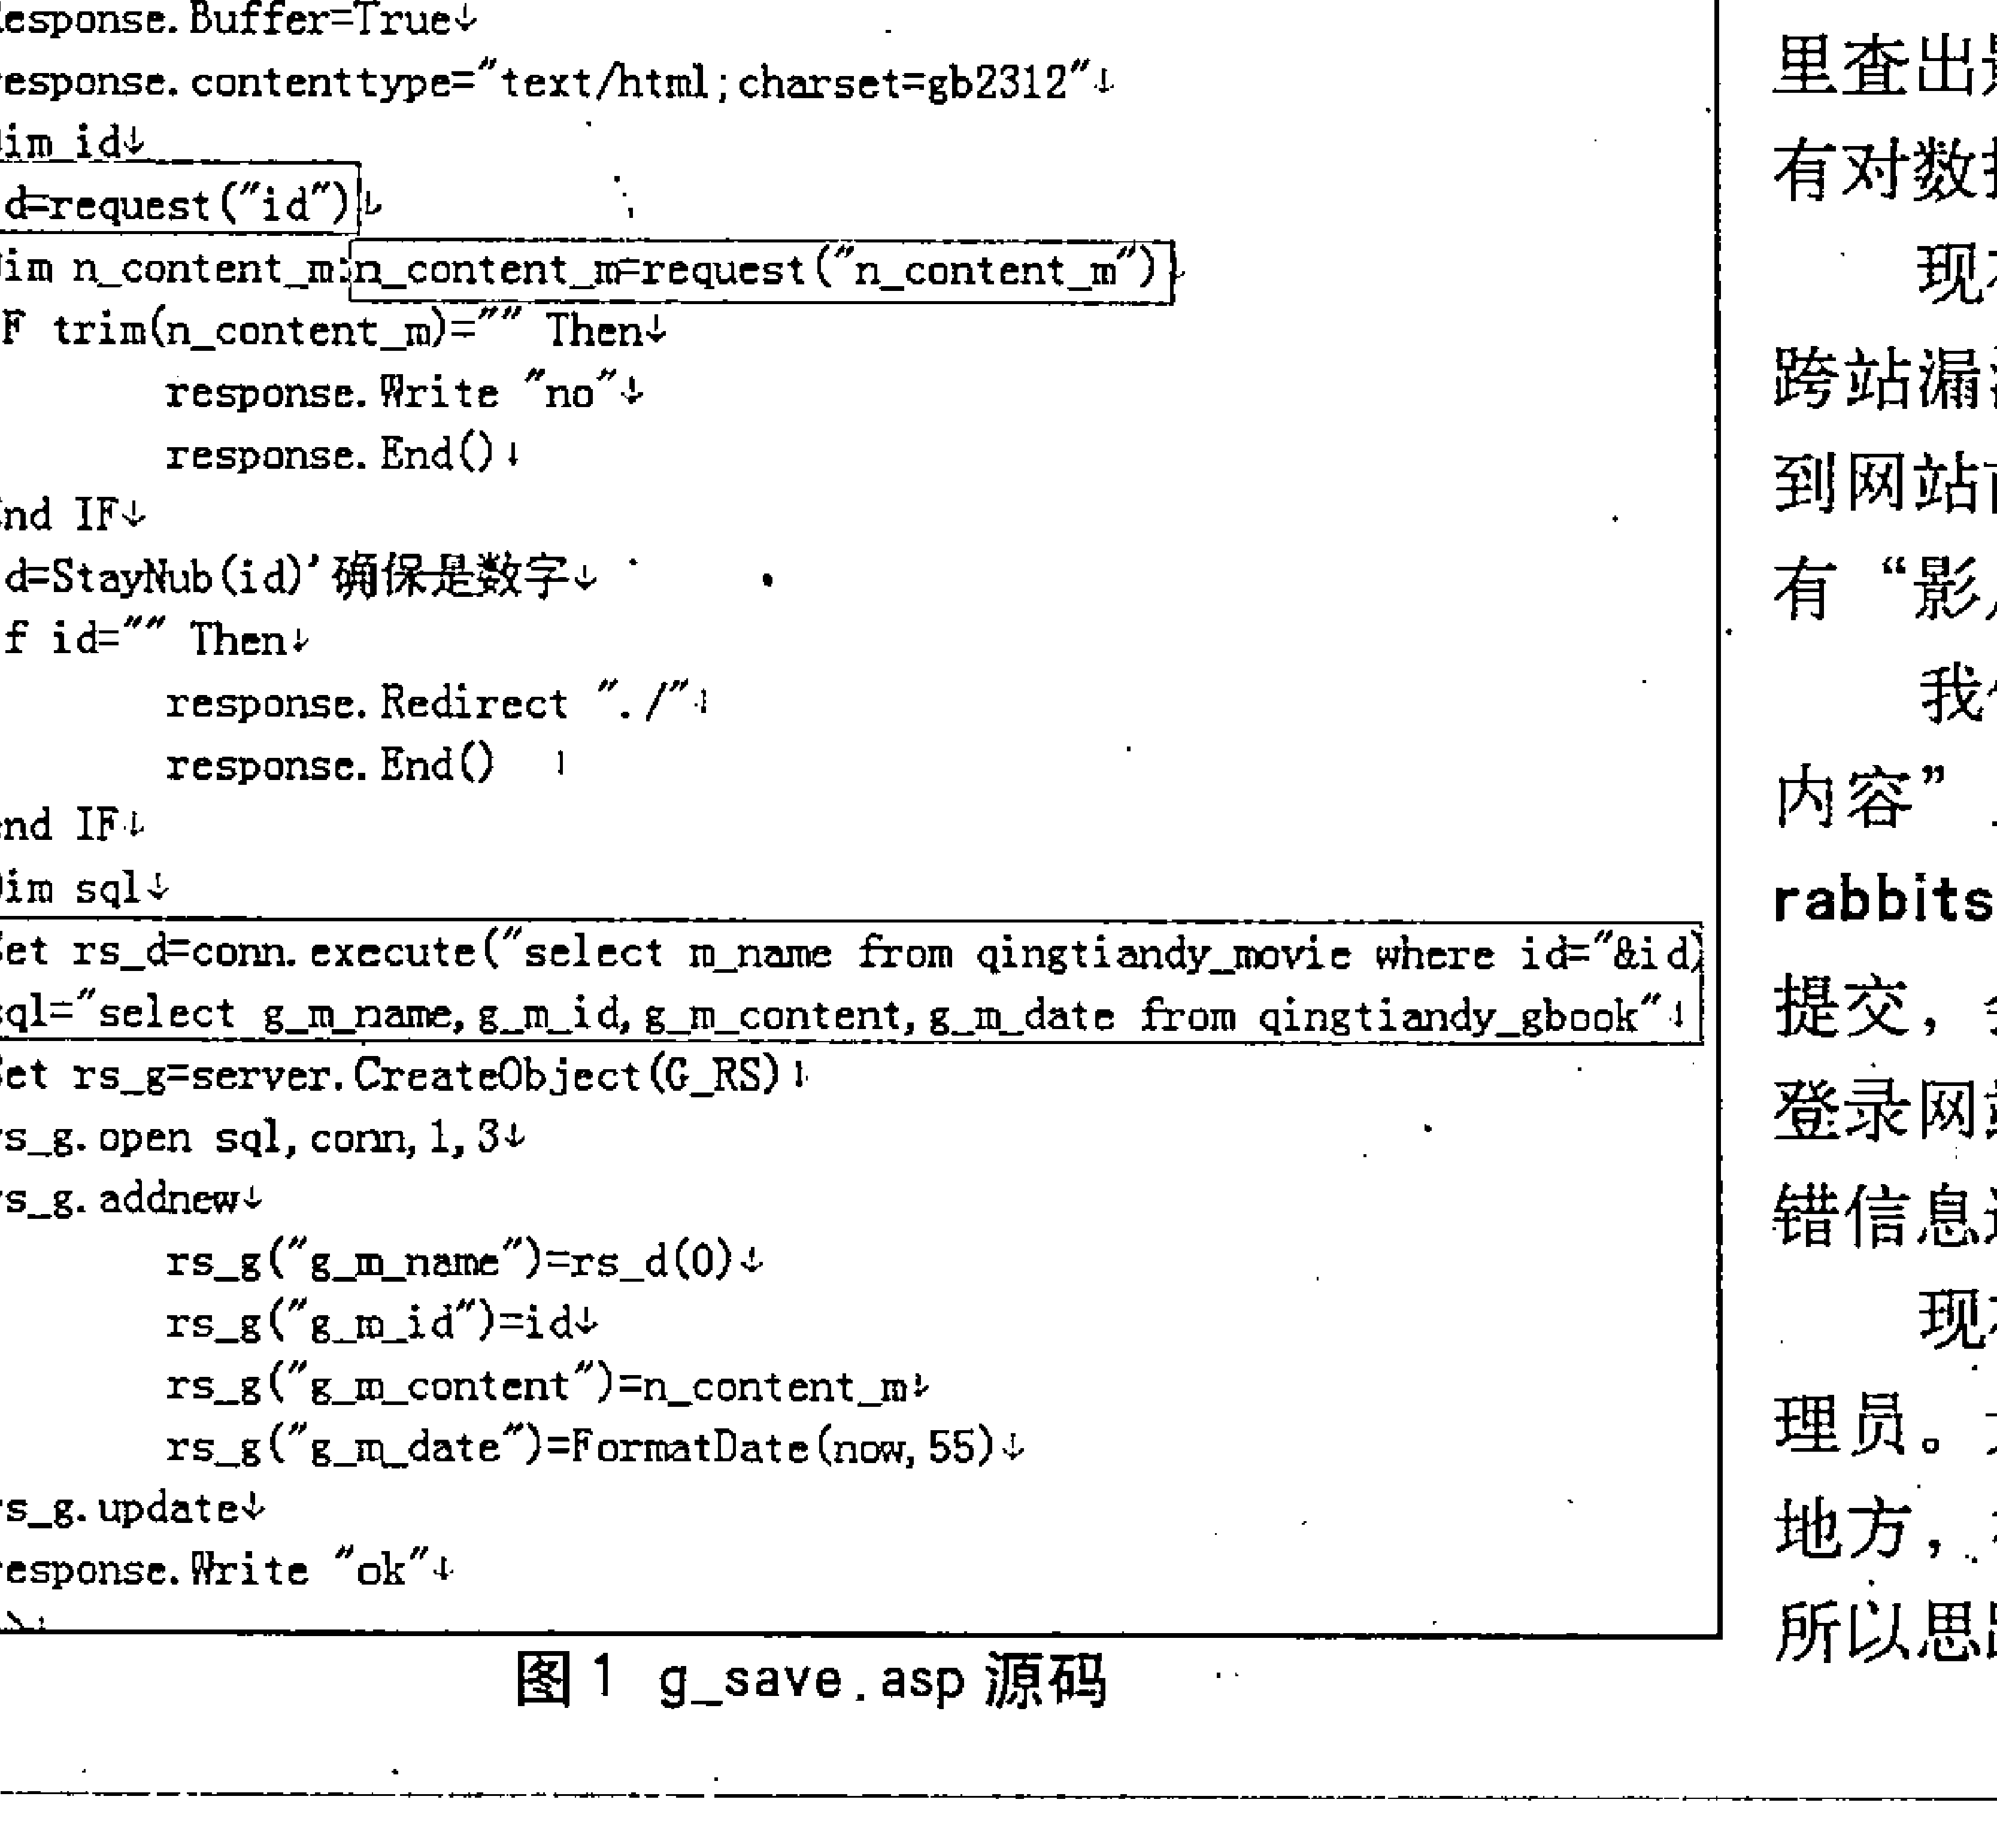 esponse.Buffer=True↓
esponse.contenttype="text/html;charset=gb2312"↓
im id↓
d=request("id")↓
im n_content_m:n_content_m=request("n_content_m")↓
F trim(n_content_m)="" Then↓
response.Write "no"↓
response.End()↓
nd IF↓
d=StayNub(id)'确保是数字↓
f id="" Then↓
response.Redirect "./"↓
response.End() ↓
nd IF↓
im sql↓
et rs_d=conn.execute("select m_name from qingtiandy_movie where id="&id)
sql="select g_m_name,g_m_id,g_m_content,g_m_date from qingtiandy_gbook"↓
et rs_g=server.CreateObject(G_RS)↓
rs_g.open sql,conn,1,3↓
rs_g.addnew↓
rs_g("g_m_name")=rs_d(0)↓
rs_g("g_m_id")=id↓
rs_g("g_m_content")=n_content_m↓
rs_g("g_m_date")=FormatDate(now,55)↓
rs_g.update↓
response.Write "ok"↓
图 1 g_save.asp 源码
里查出
有对数
现
跨站漏
到网站
有“影
我
内容”
rabbits
提交，
登录网
错信息
现
理员。
地方，
所以思